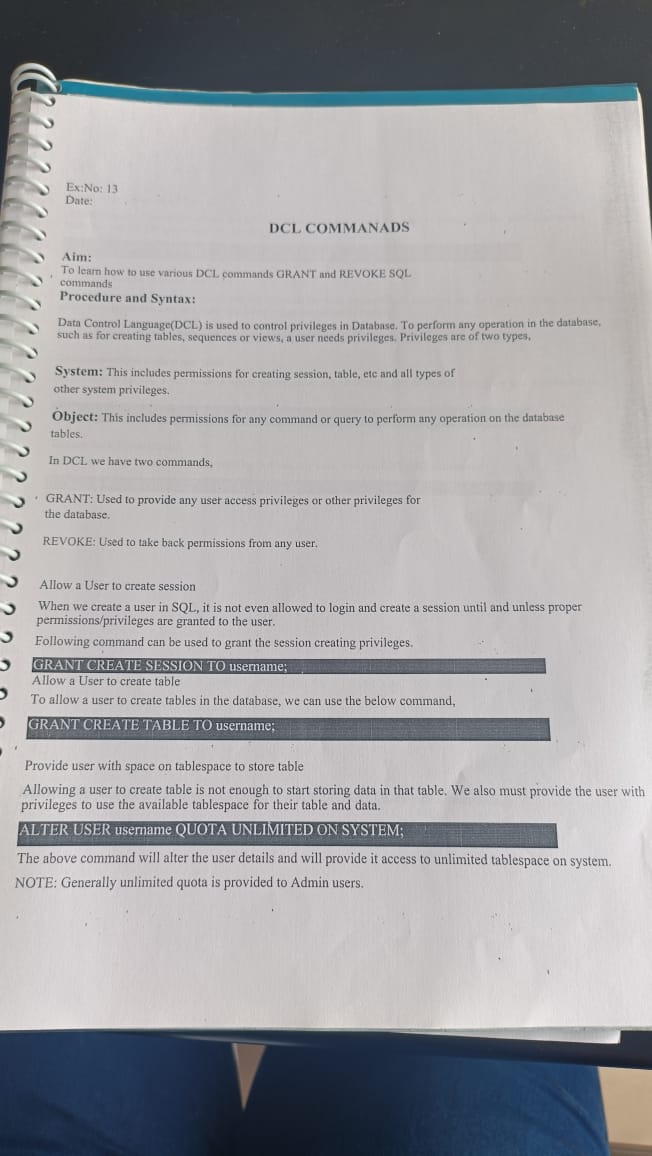 Ex:No: 13
Date:
DCL COMMANADS
Aim:
To learn how to use various DCL commands GRANT and REVOKE SQL
commands
Procedure and Syntax:
Data Control Language(DCL) is used to control privileges in Database. To perform any operation in the database,
such as for creating tables, sequences or views, a user needs privileges. Privileges are of two types,
System: This includes permissions for creating session, table, etc and all types of
other system privileges.
Object: This includes permissions for any command or query to perform any operation on the database
tables.
In DCL we have two commands,
GRANT: Used to provide any user access privileges or other privileges for
the database.
REVOKE: Used to take back permissions from any user.
Allow a User to create session
When we create a user in SQL, it is not even allowed to login and create a session until and unless proper
permissions/privileges are granted to the user.
Following command can be used to grant the session creating privileges.
GRANT CREATE SESSION TO username;
Allow a User to create table
To allow a user to create tables in the database, we can use the below command,
GRANT CREATE TABLE TO username;
Provide user with space on tablespace to store table
Allowing a user to create table is not enough to start storing data in that table. We also must provide the user with
privileges to use the available tablespace for their table and data.
ALTER USER username QUOTA UNLIMITED ON SYSTEM;
The above command will alter the user details and will provide it access to unlimited tablespace on system.
NOTE: Generally unlimited quota is provided to Admin users.